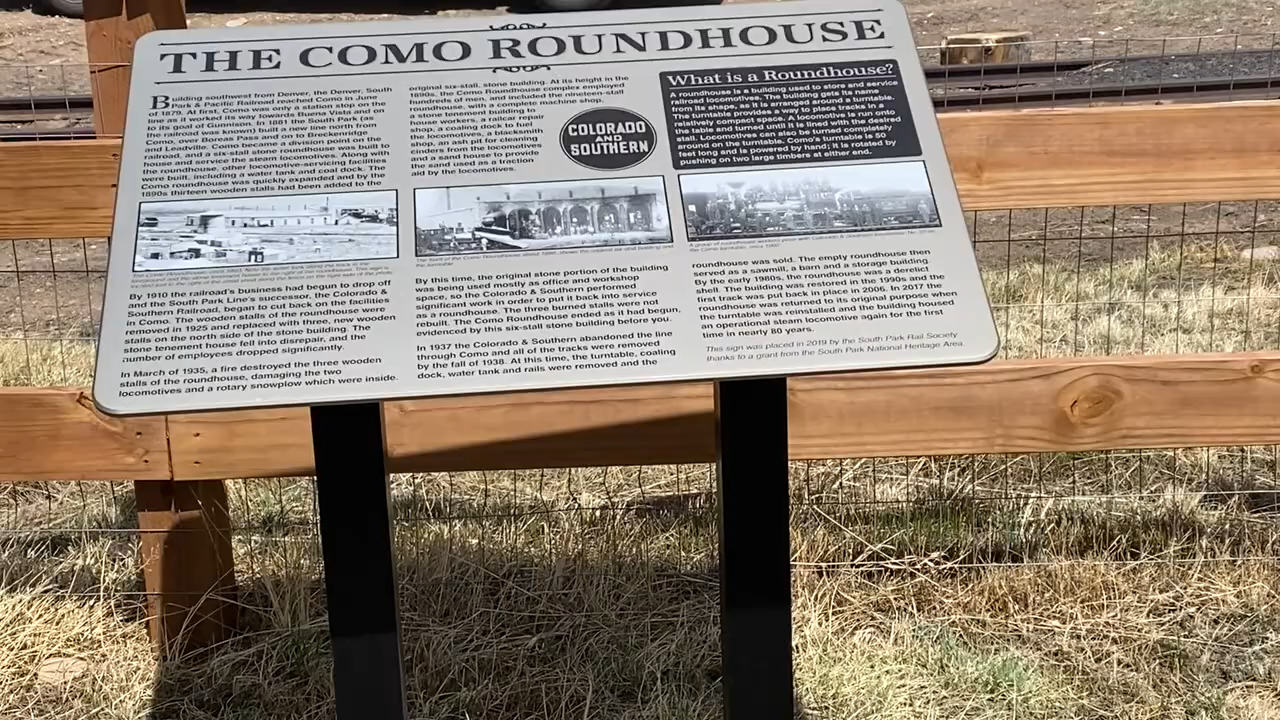 THE COMO ROUNDHOUSE
Building southwest from Denver, the Denver, South
Park & Pacific Railroad reached Como in June
of 1879. At first, Como was only a station stop on the
line as it worked its way towards Buena Vista and on
to its goal of Gunnison. In 1881 the South Park (as
the railroad was known) built a new line north from
Como, over Boreas Pass and on to Breckenridge
and Leadville. Como became a division point on the
railroad, and a six-stall stone roundhouse was built to
house and service the steam locomotives. Along with
the roundhouse, other locomotive-servicing facilities
were built, including a water tank and coal dock. The
Como roundhouse was quickly expanded and by the
1890s thirteen wooden stalls had been added to the
original six-stall, stone building. At its height in the
1890s, the Como Roundhouse complex employed
hundreds of men, and included the nineteen-stall
roundhouse, with a complete machine shop,
a stone tenement building to
house workers, a railcar repair
shop, a coaling dock to fuel
the locomotives, a blacksmith
shop, an ash pit for cleaning
cinders from the locomotives
and a sand house to provide
the sand used as a traction
aid by the locomotives.
COLORADO
AND
SOUTHERN
What is a Roundhouse?
A roundhouse is a building used to store and service
railroad locomotives. The building gets its name
from its shape, as it is arranged around a turntable.
The turntable provides a way to place tracks in a
relatively compact space. A locomotive is run onto
the table and turned until it is lined with the desired
stall. Locomotives can also be turned completely
around on the turntable. Como's turntable is 50
feet long and is powered by hand; it is rotated by
pushing on two large timbers at either end.
By 1910 the railroad's business had begun to drop off
and the South Park Line's successor, the Colorado &
Southern Railroad, began to cut back on the facilities
in Como. The wooden stalls of the roundhouse were
removed in 1925 and replaced with three, new wooden
stalls on the north side of the stone building. The
stone tenement house fell into disrepair, and the
number of employees dropped significantly.
In March of 1935, a fire destroyed the three wooden
stalls of the roundhouse, damaging the two
locomotives and a rotary snowplow which were inside.
By this time, the original stone portion of the building
was being used mostly as office and workshop
space, so the Colorado & Southern performed
significant work in order to put it back into service
as a roundhouse. The three burned stalls were not
rebuilt. The Como Roundhouse ended as it had begun,
evidenced by this six-stall stone building before you.
In 1937 the Colorado & Southern abandoned the line
through Como and all of the tracks were removed
by the fall of 1938. At this time, the turntable, coaling
dock, water tank and rails were removed and the
roundhouse was sold. The empty roundhouse then
served as a sawmill, a barn and a storage building.
By the early 1980s, the roundhouse was a derelict
shell. The building was restored in the 1990s and the
first track was put back in place in 2006. In 2017 the
roundhouse was returned to its original purpose when
the turntable was reinstalled and the building housed
an operational steam locomotive again for the first
time in nearly 80 years.
This sign was placed in 2019 by the South Park Rail Society
thanks to a grant from the South Park National Heritage Area.